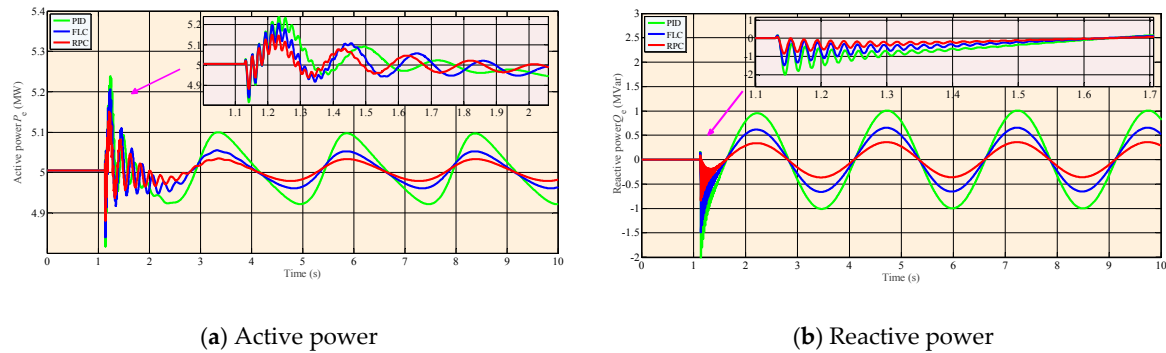 5.4
5.3
5.2
5.1
5
4.9
Active power Pe (MW)
PID
FLC
RPC
5.2
5.1
5
4.9
1.1 1.2 1.3 1.4 1.5 1.6 1.7 1.8 1.9 2
0 1 2 3 4 5 6 7 8 9 10
Time (s)
(a) Active power
3
2.5
2
1.5
1
0.5
0
-0.5
-1
-1.5
-2
Reactive power Qe (MVar)
PID
FLC
RPC
1
0
-1
-2
1.1 1.2 1.3 1.4 1.5 1.6 1.7
0 1 2 3 4 5 6 7 8 9 10
Time (s)
(b) Reactive power